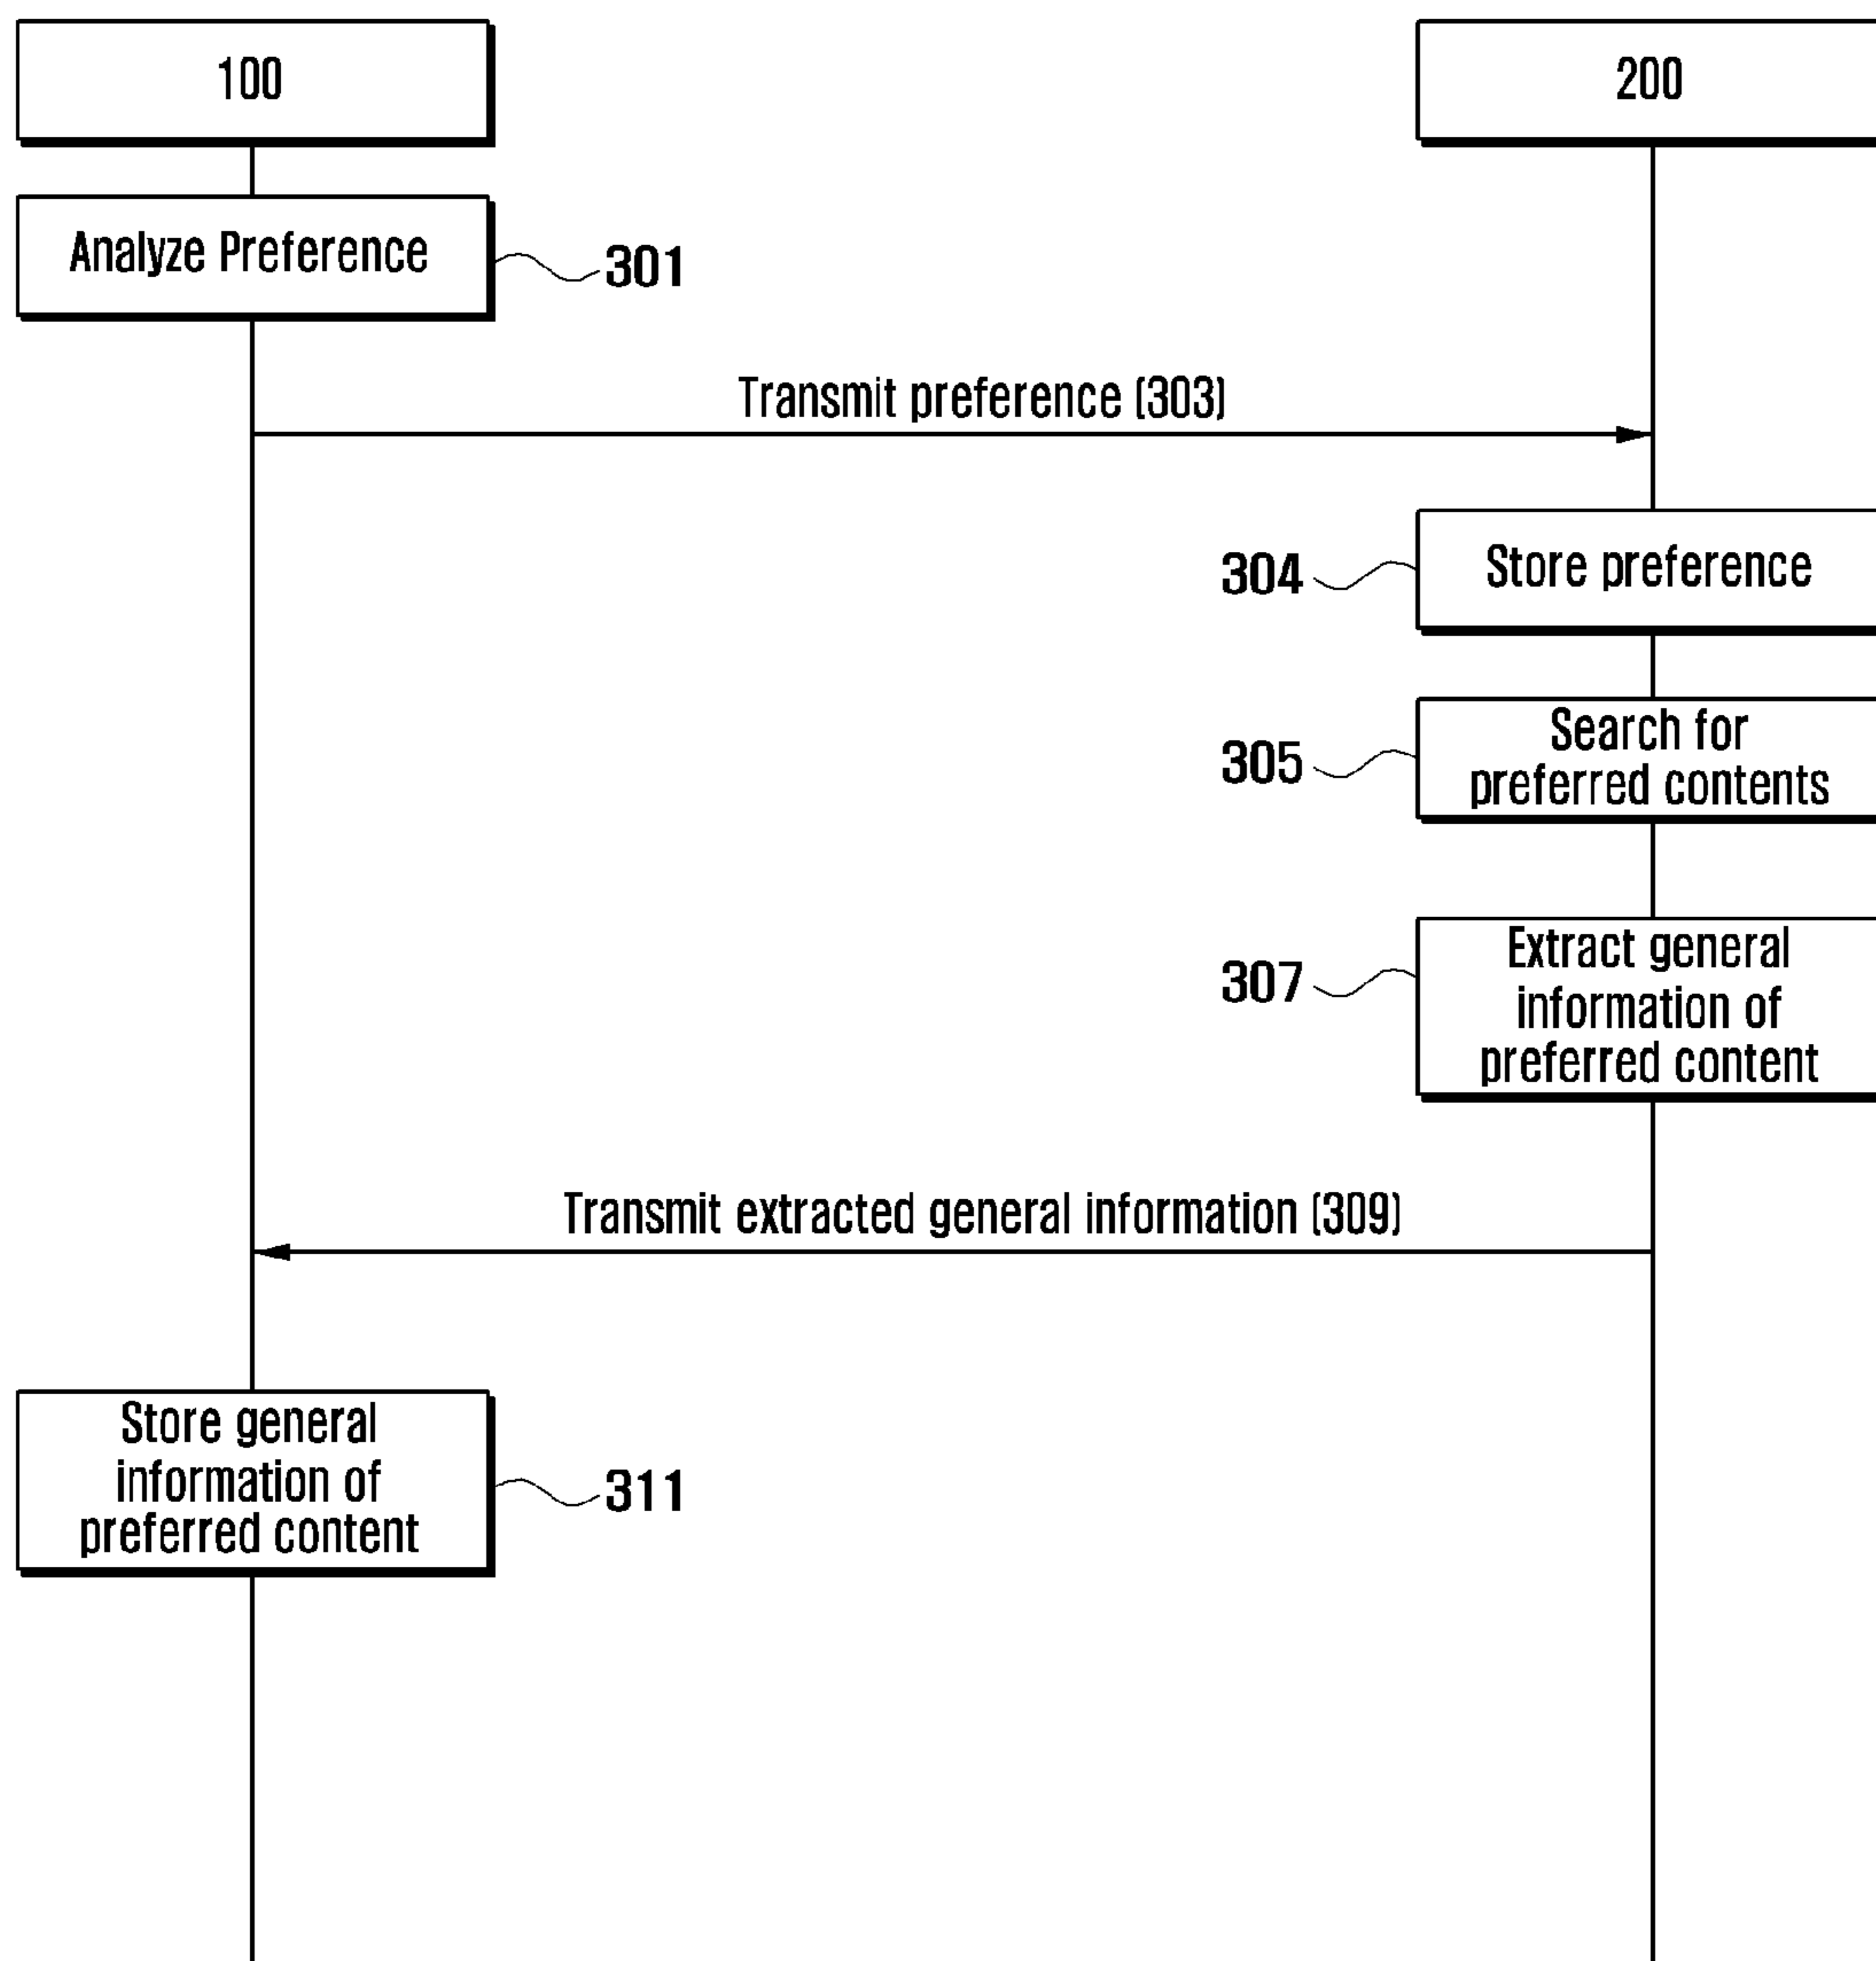 100
200
Analyze Preference
301
Transmit preference (303)
304
Store preference
305
Search for
preferred contents
307
Extract general
information of
preferred content
Transmit extracted general information (309)
Store general
information of
preferred content
311